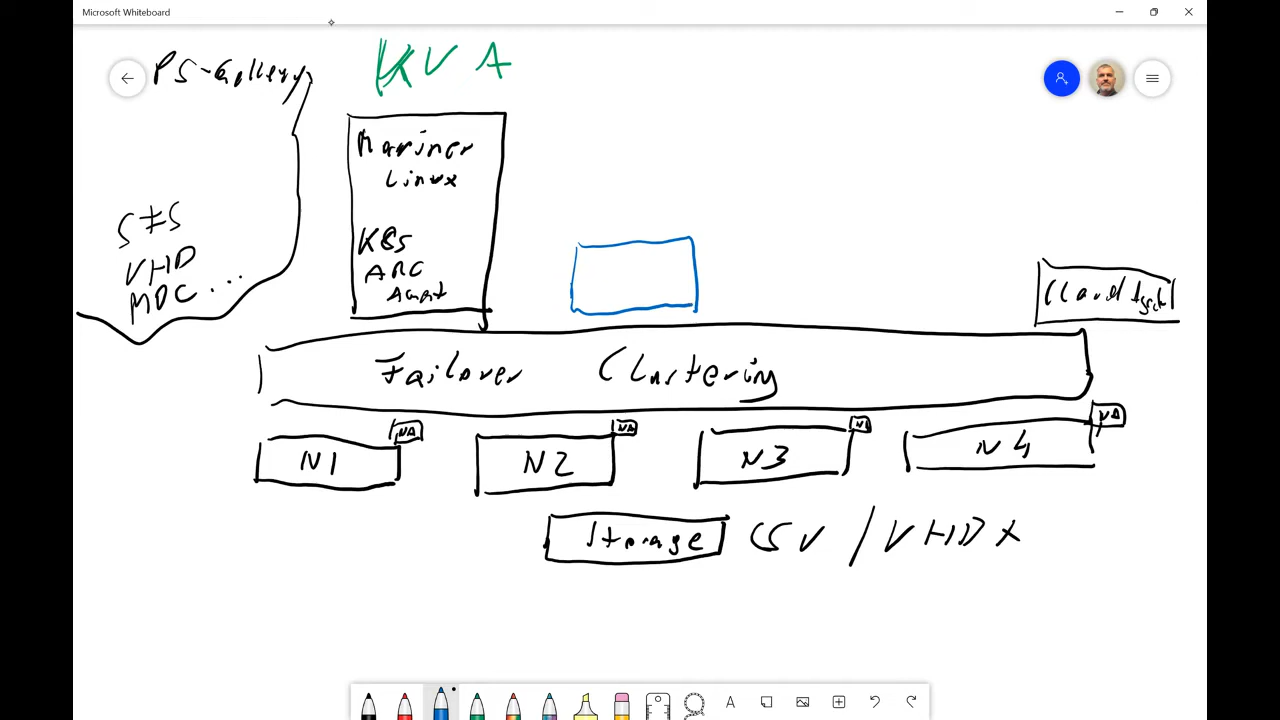 Microsoft Whiteboard
PS-Gallery
KVA
Mariner
Linux
K8s
ARC
Agent
SFS
VHD
MOC...
Cloud Agent
Failover Clustering
NA
NA
NA
N1
N2
N3
N4
Storage CSV / VHDX
A